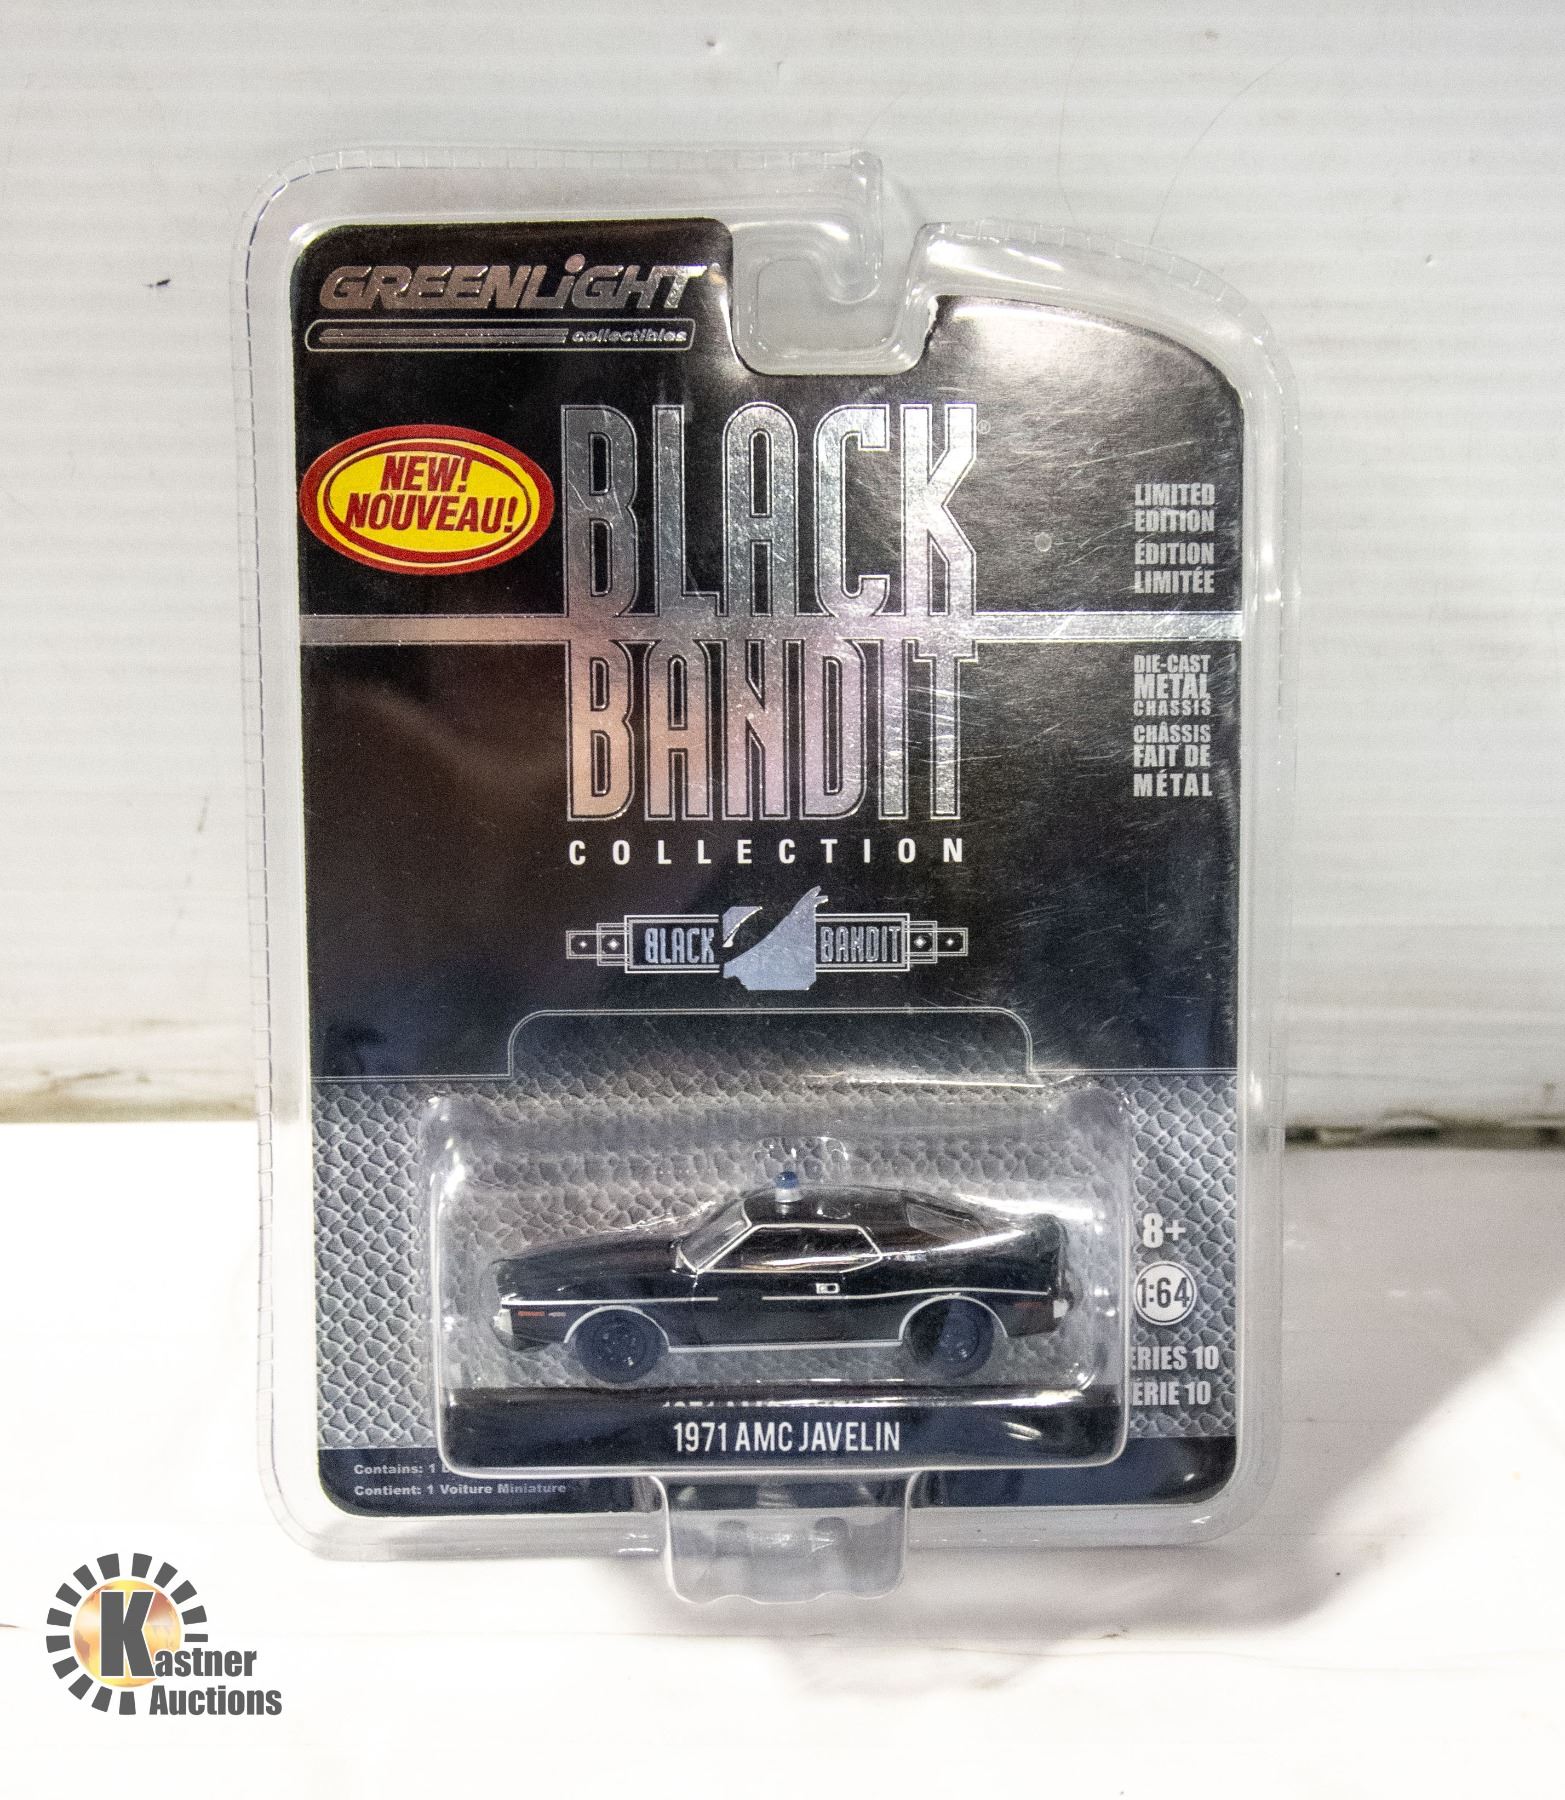 GREENLiGHT
collectibles
NEW!
NOUVEAU!
BLACK
BANDIT
®
COLLECTION
BLACK BANDIT
LIMITED
EDITION
ÉDITION
LIMITÉE
DIE-CAST
METAL
CHASSIS
CHÂSSIS
FAIT DE
MÉTAL
8+
1:64
ERIES 10
ÉRIE 10
1971 AMC JAVELIN
Contains: 1
Contient: 1 Voiture Miniature
Kastner
Auctions